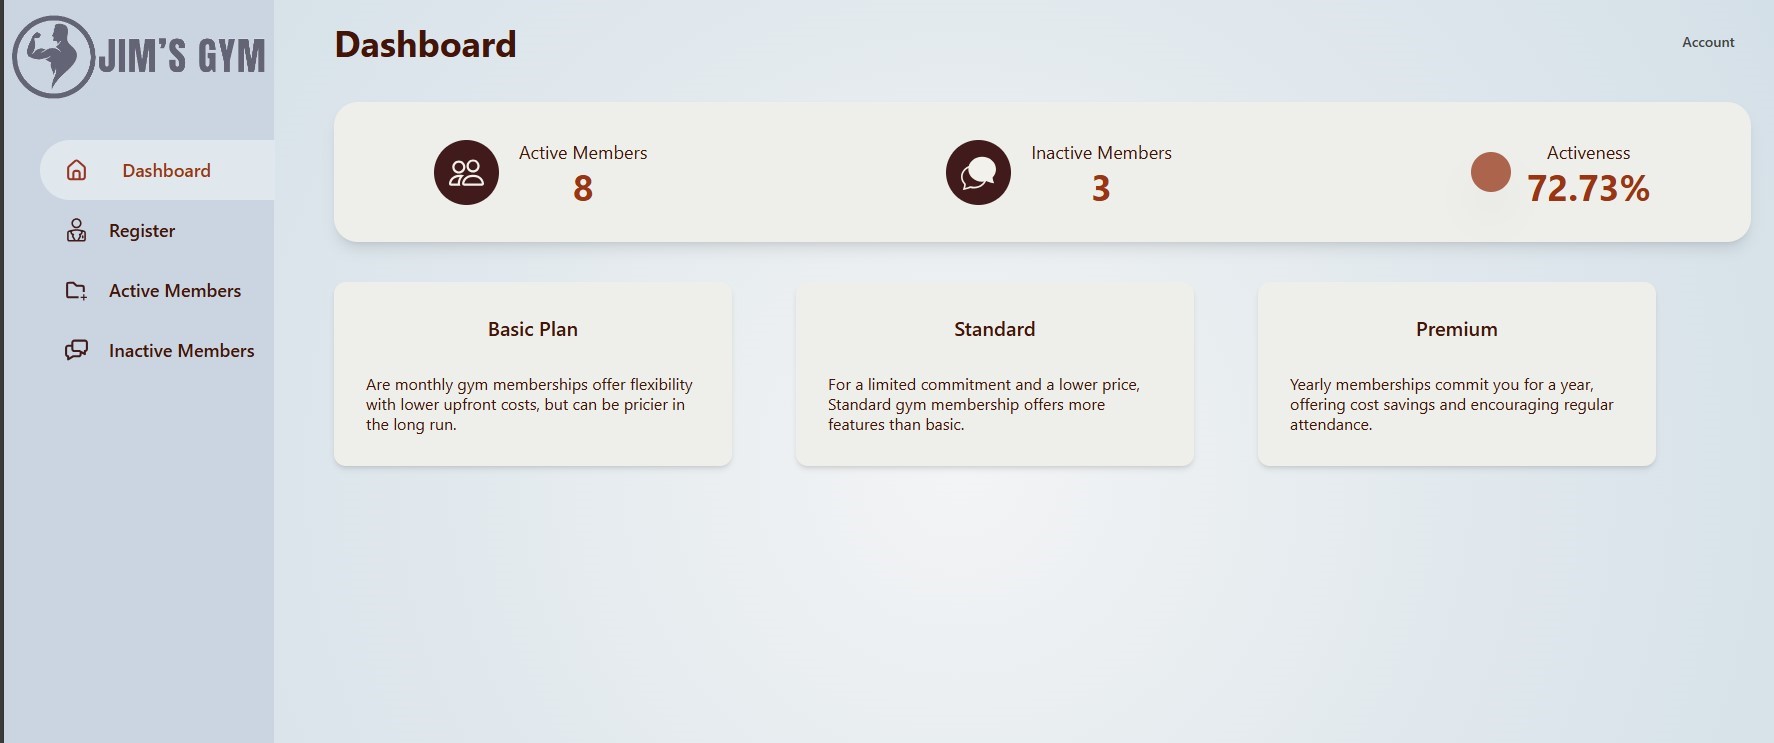 JIM'S GYM
Dashboard
Account
Dashboard
Register
Active Members
Inactive Members
Active Members
8
Inactive Members
3
Activeness
72.73%
Basic Plan
Are monthly gym memberships offer flexibility
with lower upfront costs, but can be pricier in
the long run.
Standard
For a limited commitment and a lower price,
Standard gym membership offers more
features than basic.
Premium
Yearly memberships commit you for a year,
offering cost savings and encouraging regular
attendance.